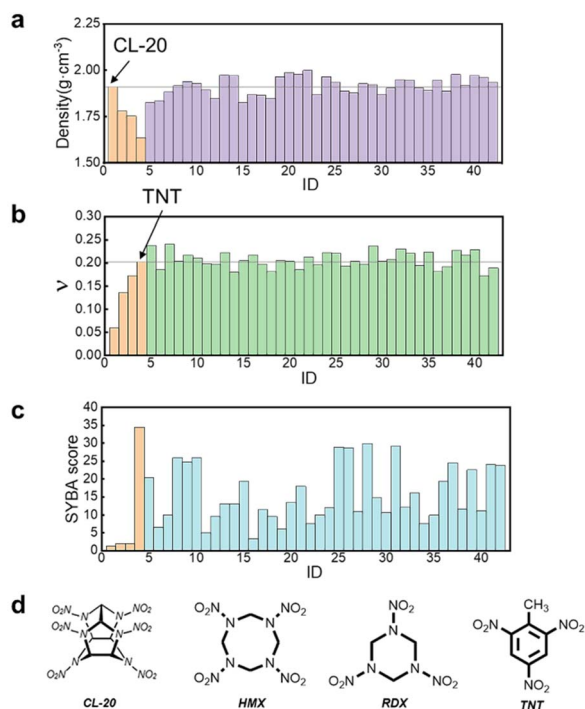 a
2.25
2.00
1.75
1.50
Density(g·cm⁻³)
CL-20
0 5 10 15 20 25 30 35 40
ID
b
TNT
0.30
0.25
0.20
0.15
0.10
0.05
0.00
ν
0 5 10 15 20 25 30 35 40
ID
c
40
35
30
25
20
15
10
5
0
SYBA score
0 5 10 15 20 25 30 35 40
ID
d
O₂N NO₂
N N
O₂N N N NO₂
N N
O₂N NO₂
CL-20
O₂N NO₂
N N
N N
O₂N NO₂
HMX
NO₂
N
N N
O₂N NO₂
RDX
CH₃
O₂N NO₂
NO₂
TNT